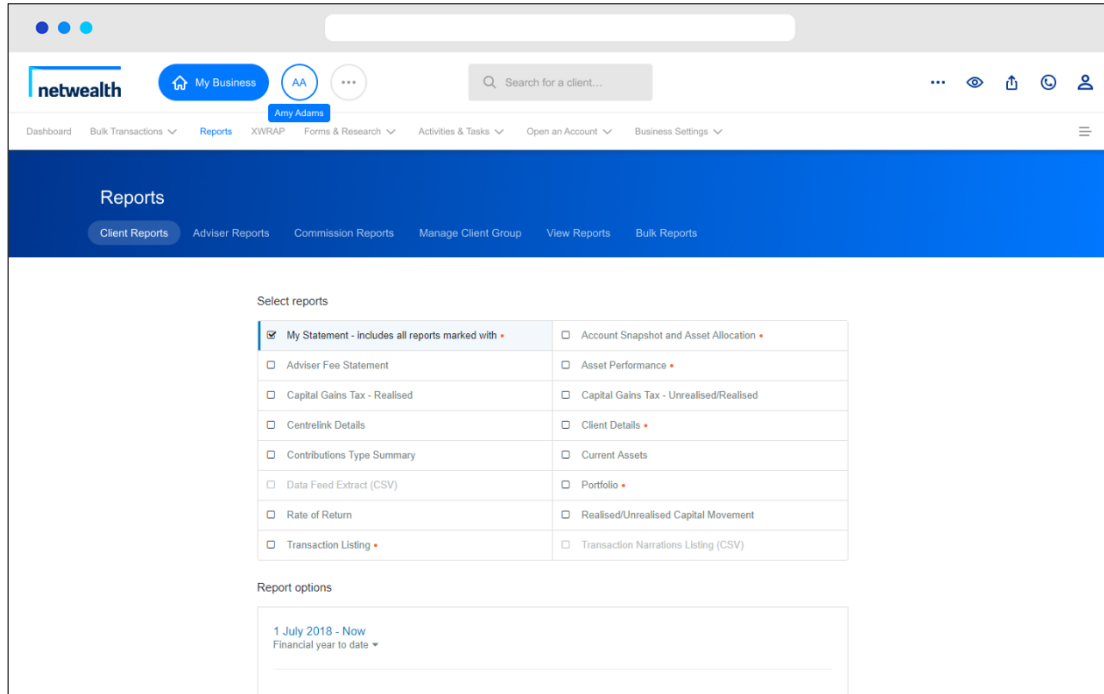 netwealth
My Business
AA
Search for a client...
Amy Adams
Dashboard Bulk Transactions Reports XWRAP Forms & Research Activities & Tasks Open an Account Business Settings
Reports
Client Reports Adviser Reports Commission Reports Manage Client Group View Reports Bulk Reports
Select reports
My Statement - includes all reports marked with • Account Snapshot and Asset Allocation •
Adviser Fee Statement Asset Performance •
Capital Gains Tax - Realised Capital Gains Tax - Unrealised/Realised
Centrelink Details Client Details •
Contributions Type Summary Current Assets
Data Feed Extract (CSV) Portfolio •
Rate of Return Realised/Unrealised Capital Movement
Transaction Listing • Transaction Narrations Listing (CSV)
Report options
1 July 2018 - Now
Financial year to date